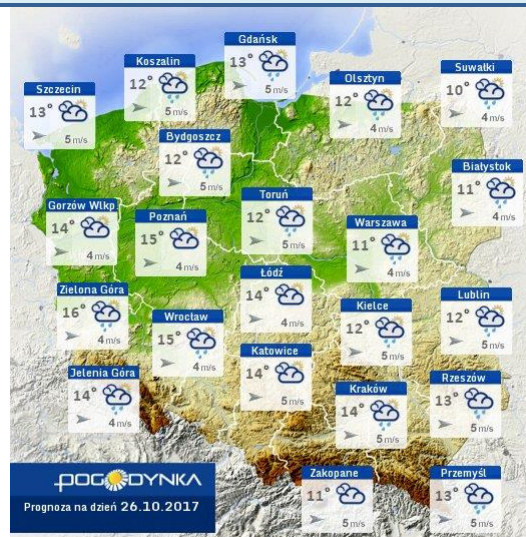 Gdańsk
13°
5 m/s
Koszalin
12°
5 m/s
Suwałki
10°
4 m/s
Olsztyn
12°
4 m/s
Szczecin
13°
5 m/s
Bydgoszcz
12°
5 m/s
Białystok
11°
4 m/s
Toruń
12°
5 m/s
Gorzów Wlkp.
14°
4 m/s
Poznań
15°
4 m/s
Warszawa
11°
4 m/s
Łódź
14°
4 m/s
Zielona Góra
16°
4 m/s
Lublin
12°
5 m/s
Kielce
12°
5 m/s
Wrocław
15°
4 m/s
Katowice
14°
5 m/s
Jelenia Góra
14°
4 m/s
Rzeszów
13°
5 m/s
Kraków
14°
5 m/s
Zakopane
11°
5 m/s
Przemyśl
13°
5 m/s
POGODYNKA
Prognoza na dzień 26.10.2017